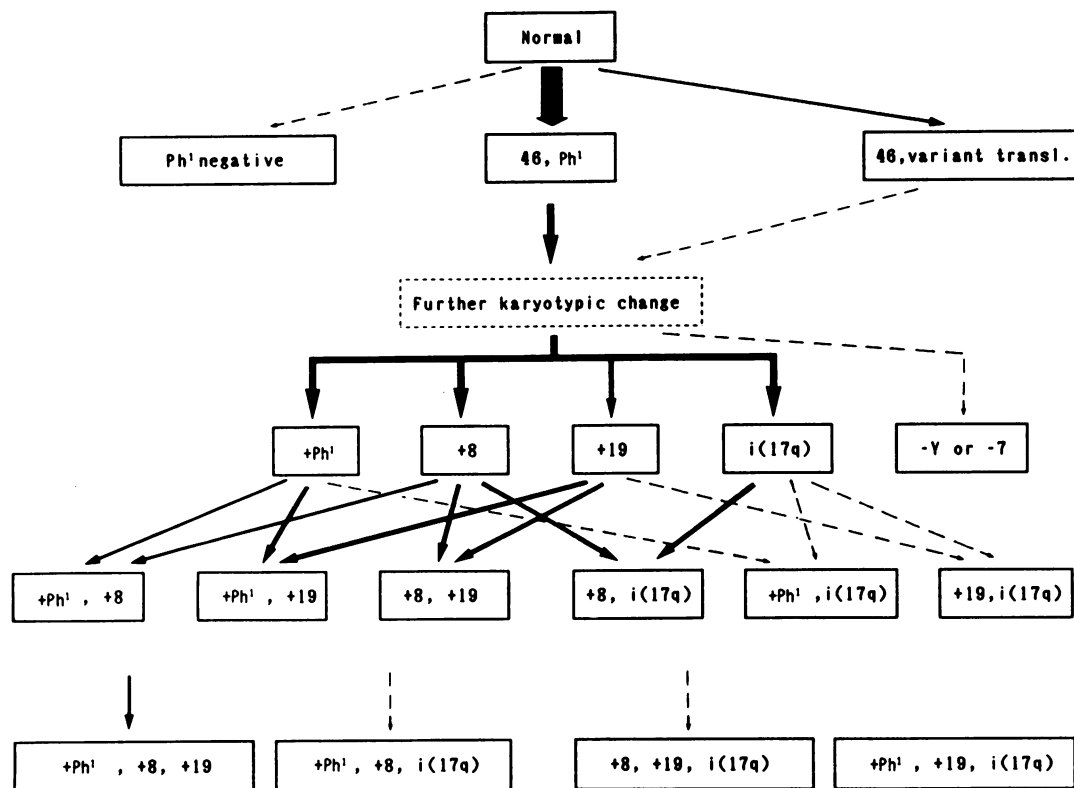 Normal
Ph¹negative
46, Ph¹
46,variant transl.
Further karyotypic change
+Ph¹
+8
+19
i(17q)
-Y or -7
+Ph¹ , +8
+Ph¹ , +19
+8, +19
+8, i(17q)
+Ph¹ ,i(17q)
+19,i(17q)
+Ph¹ , +8, +19
+Ph¹, +8, i(17q)
+8, +19, i(17q)
+Ph¹, +19, i(17q)